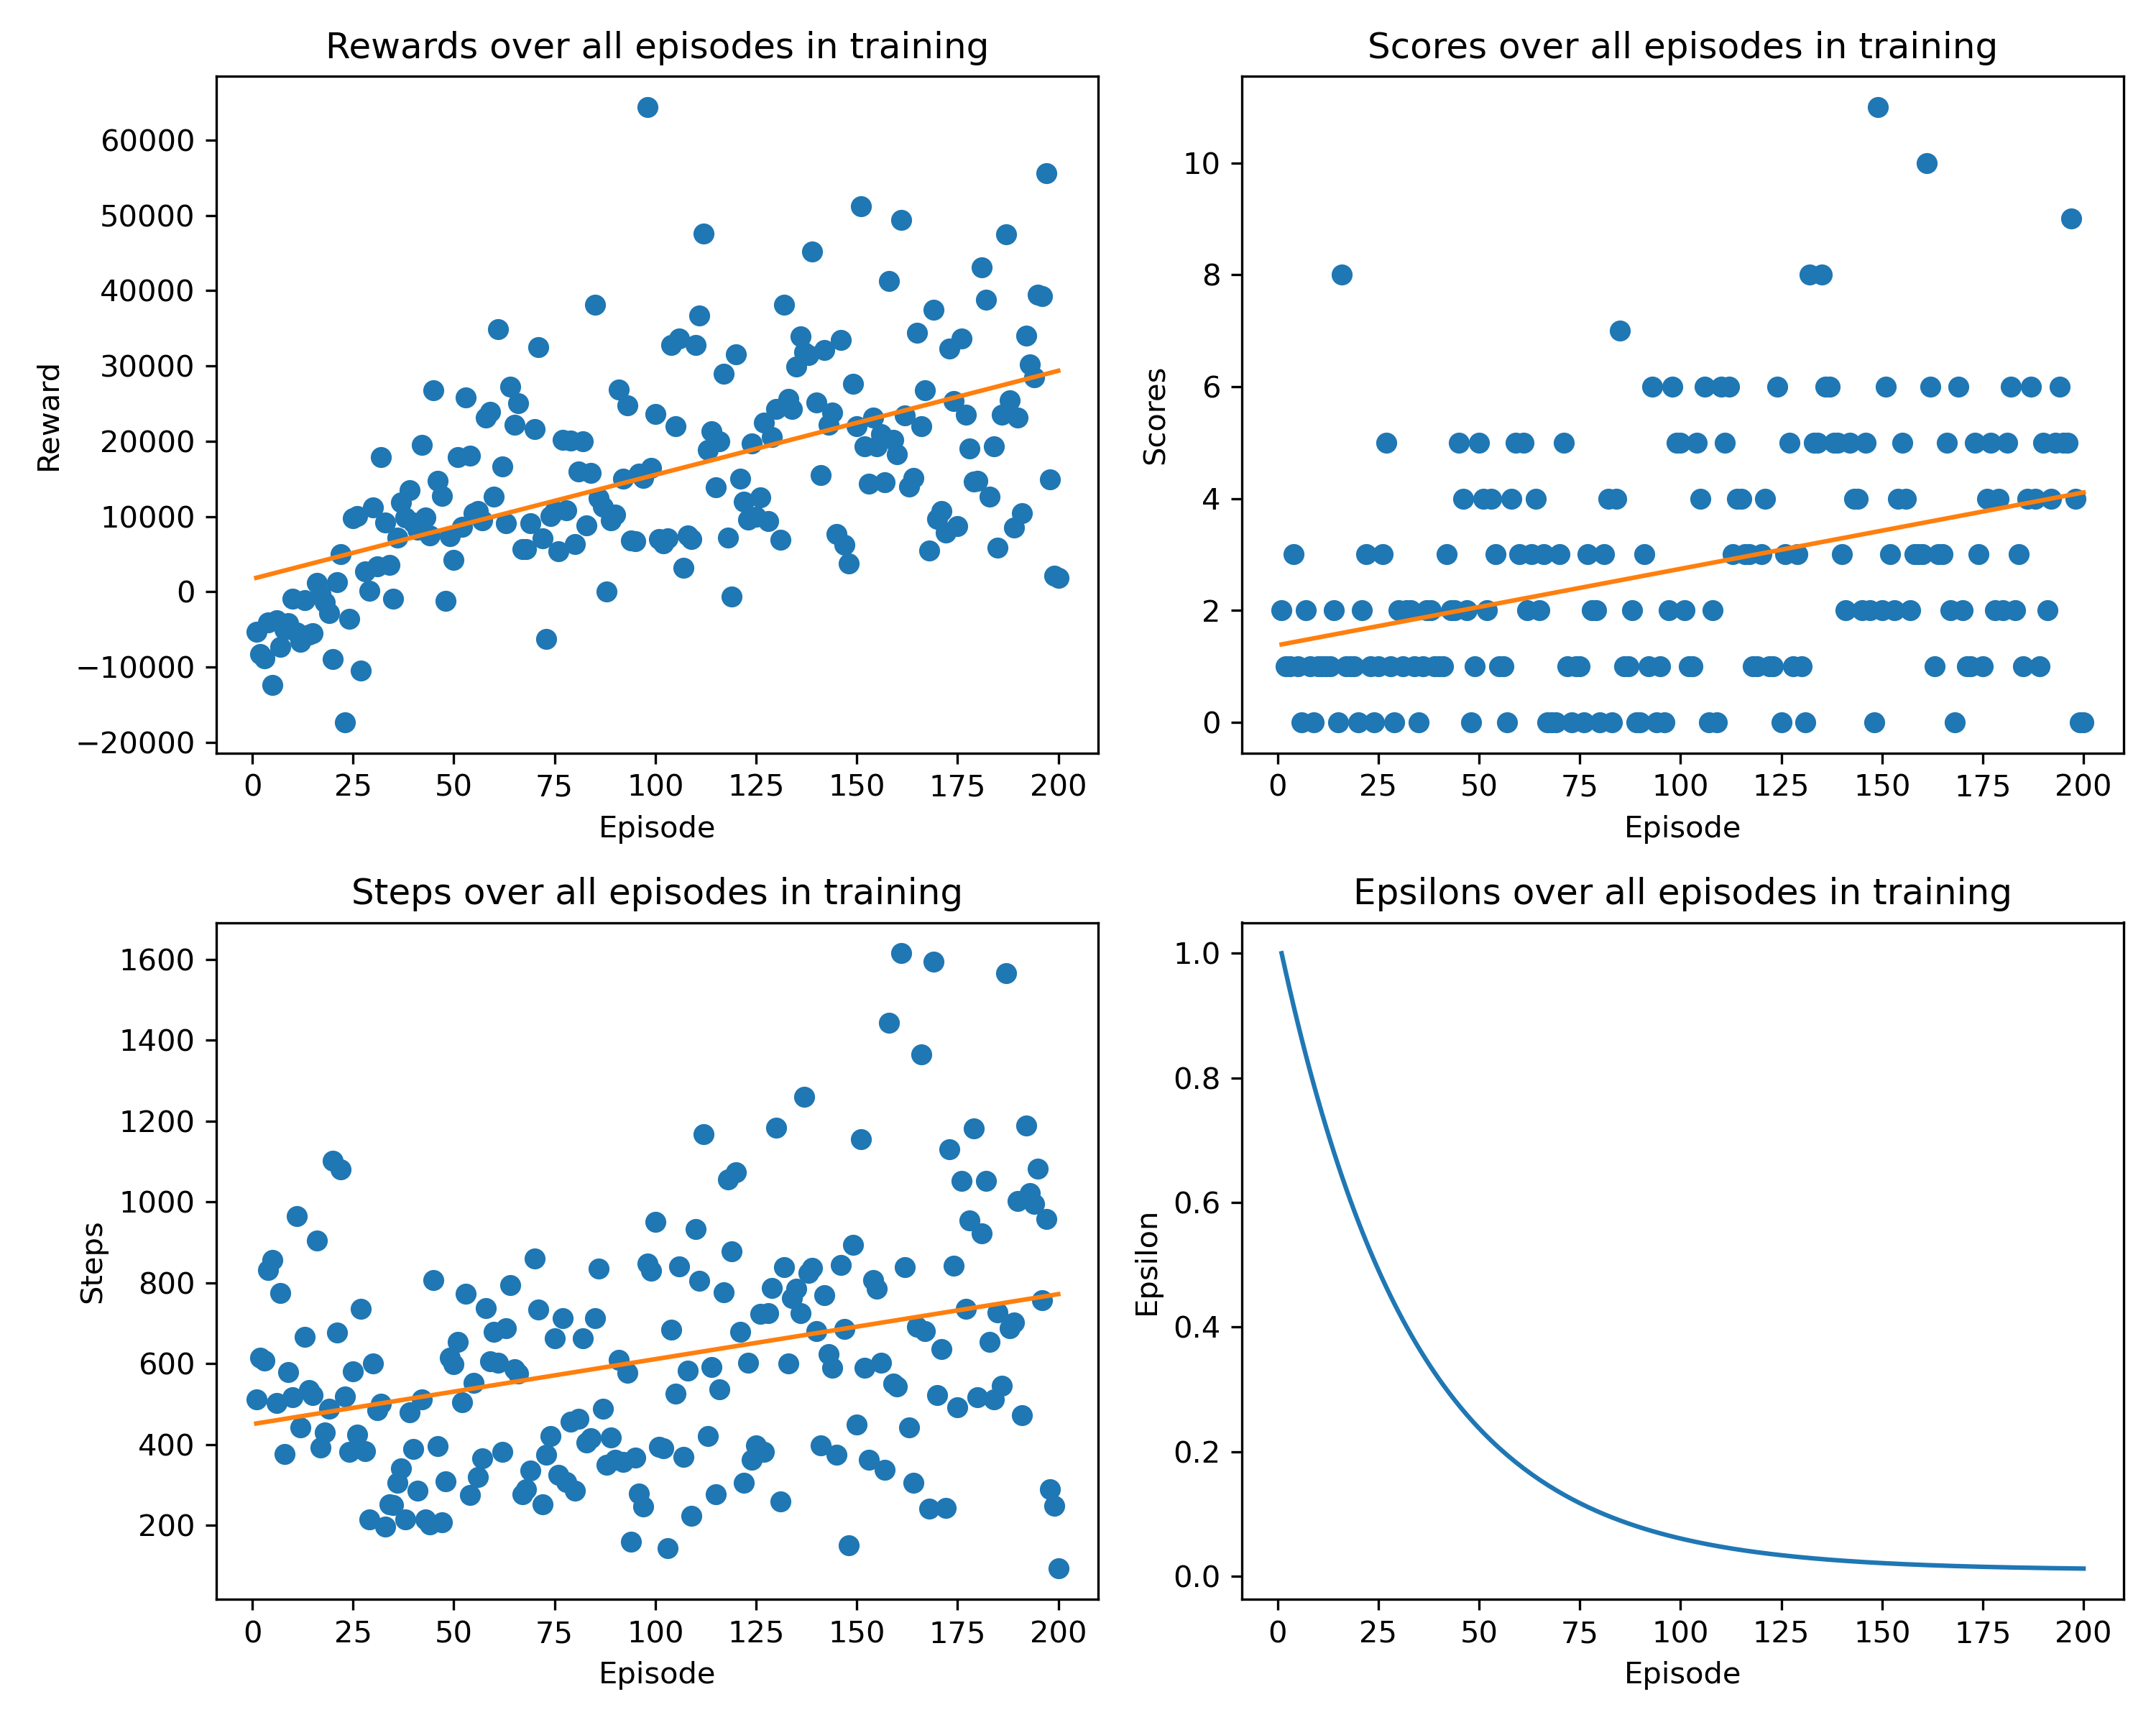 Rewards over all episodes in training
60000
50000
40000
30000
20000
10000
0
−10000
−20000
Reward
0 25 50 75 100 125 150 175 200
Episode
Scores over all episodes in training
10
8
6
4
2
0
Scores
0 25 50 75 100 125 150 175 200
Episode
Steps over all episodes in training
1600
1400
1200
1000
800
600
400
200
Steps
0 25 50 75 100 125 150 175 200
Episode
Epsilons over all episodes in training
1.0
0.8
0.6
0.4
0.2
0.0
Epsilon
0 25 50 75 100 125 150 175 200
Episode